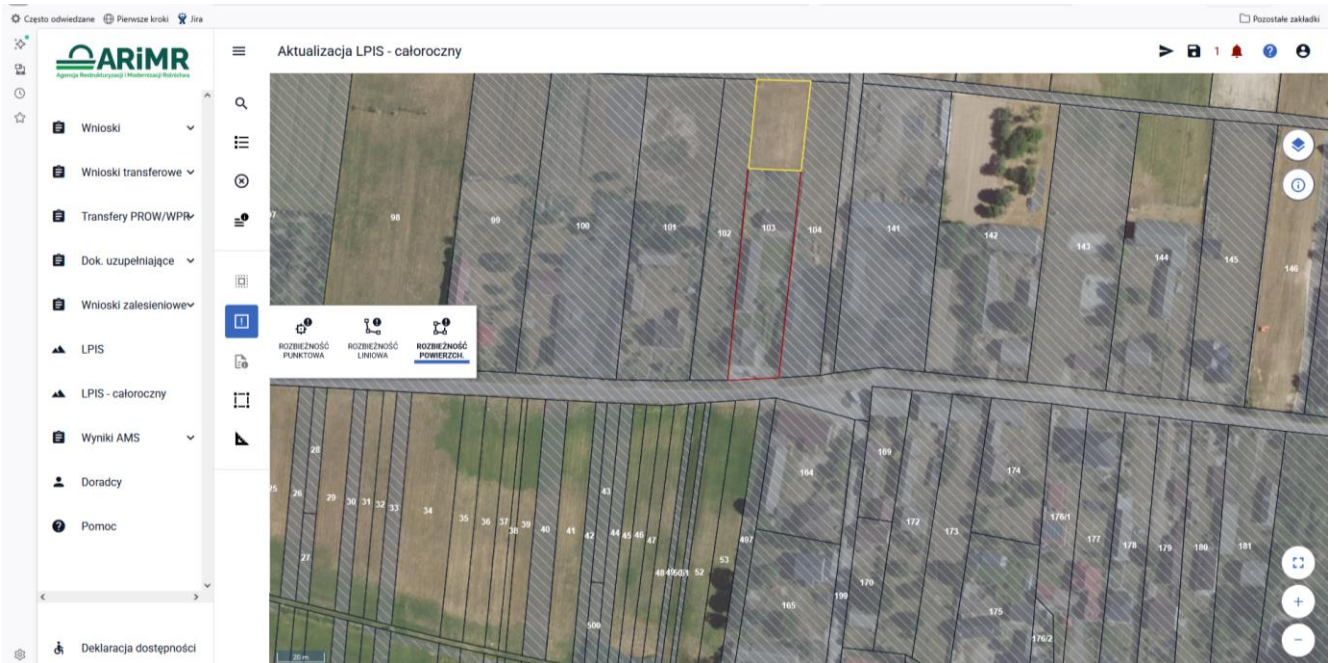 Często odwiedzane
Pierwsze kroki
Jira
Pozostałe zakładki
ARiMR
Agencja Restrukturyzacji i Modernizacji Rolnictwa
Aktualizacja LPIS - całoroczny
1
Wnioski
Wnioski transferowe
Transfery PROW/WPR
Dok. uzupełniające
Wnioski zalesieniowe
LPIS
LPIS - całoroczny
Wyniki AMS
Doradcy
Pomoc
Deklaracja dostępności
ROZBIEŻNOŚĆ
PUNKTOWA
ROZBIEŻNOŚĆ
LINIOWA
ROZBIEŻNOŚĆ
POWIERZCH.
98
99
100
101
102
103
104
141
142
143
144
145
146
25
26
27
28
29
30
31
32
33
34
35
36
37
38
39
40
41
42
43
44
45
46
47
48
52
53
497
500
164
165
169
170
199
172
173
174
175
176/1
176/2
177
178
179
180
181
20 m